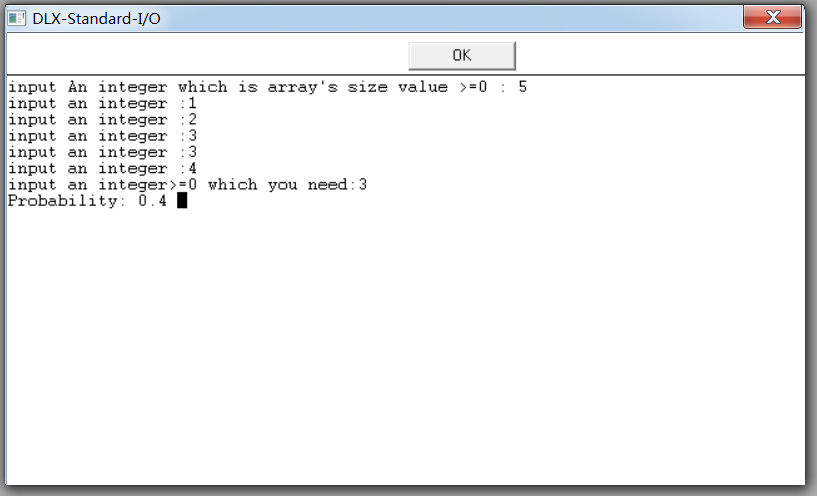 DLX-Standard-I/O
OK
input An integer which is array's size value >=0 : 5
input an integer :1
input an integer :2
input an integer :3
input an integer :3
input an integer :4
input an integer>=0 which you need:3
Probability: 0.4